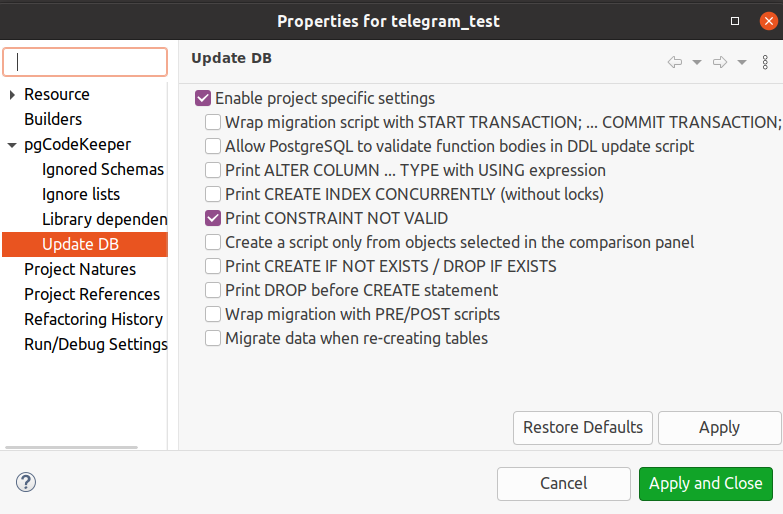 Properties for telegram_test
Update DB
Resource
Builders
pgCodeKeeper
Ignored Schemas
Ignore lists
Library dependen
Update DB
Project Natures
Project References
Refactoring History
Run/Debug Settings
Enable project specific settings
Wrap migration script with START TRANSACTION; ... COMMIT TRANSACTION;
Allow PostgreSQL to validate function bodies in DDL update script
Print ALTER COLUMN ... TYPE with USING expression
Print CREATE INDEX CONCURRENTLY (without locks)
Print CONSTRAINT NOT VALID
Create a script only from objects selected in the comparison panel
Print CREATE IF NOT EXISTS / DROP IF EXISTS
Print DROP before CREATE statement
Wrap migration with PRE/POST scripts
Migrate data when re-creating tables
Restore Defaults
Apply
?
Cancel
Apply and Close